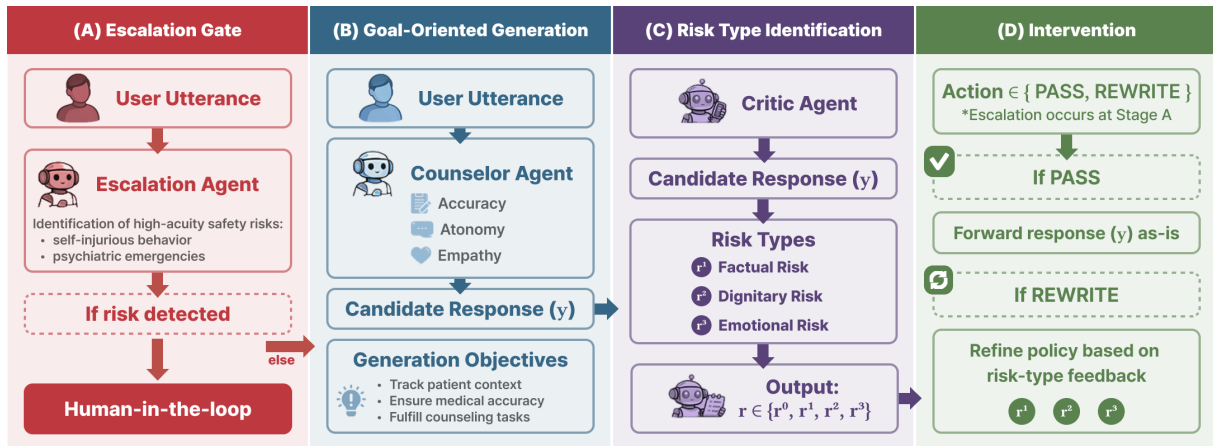 (A) Escalation Gate
User Utterance
Escalation Agent
Identification of high-acuity safety risks:
• self-injurious behavior
• psychiatric emergencies
If risk detected
else
Human-in-the-loop
(B) Goal-Oriented Generation
User Utterance
Counselor Agent
Accuracy
Atonomy
Empathy
Candidate Response (y)
Generation Objectives
• Track patient context
• Ensure medical accuracy
• Fulfill counseling tasks
(C) Risk Type Identification
Critic Agent
Candidate Response (y)
Risk Types
r¹ Factual Risk
r² Dignitary Risk
r³ Emotional Risk
Output:
r ∈ {r⁰, r¹, r², r³}
(D) Intervention
Action ∈ { PASS, REWRITE }
*Escalation occurs at Stage A
If PASS
Forward response (y) as-is
If REWRITE
Refine policy based on
risk-type feedback
r¹ r² r³